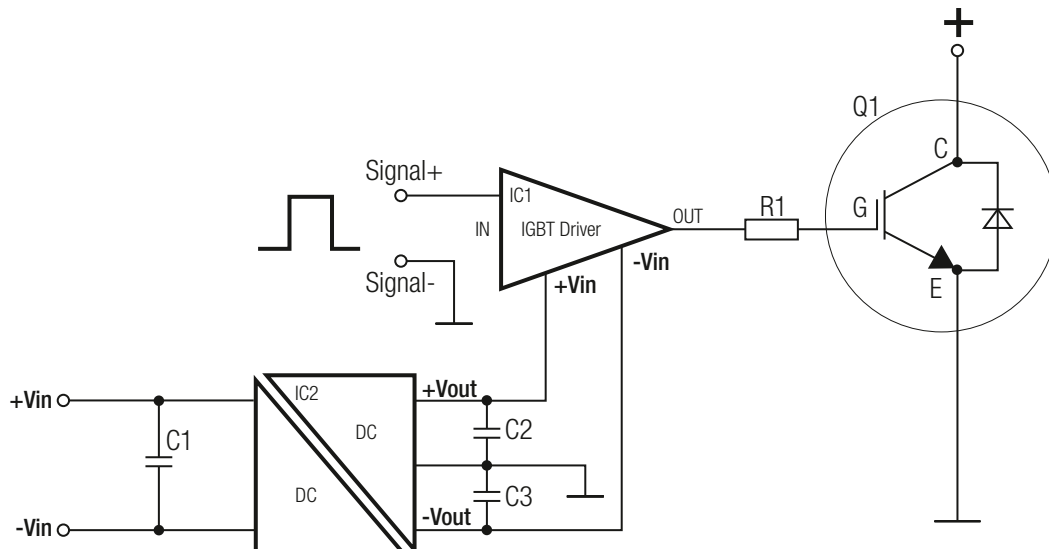 +
Q1
C
Signal+
IC1
G
R1
OUT
IN
IGBT Driver
-Vin
Signal-
+Vin
E
IC2
+Vout
+Vin
DC
C2
C1
DC
C3
-Vout
-Vin